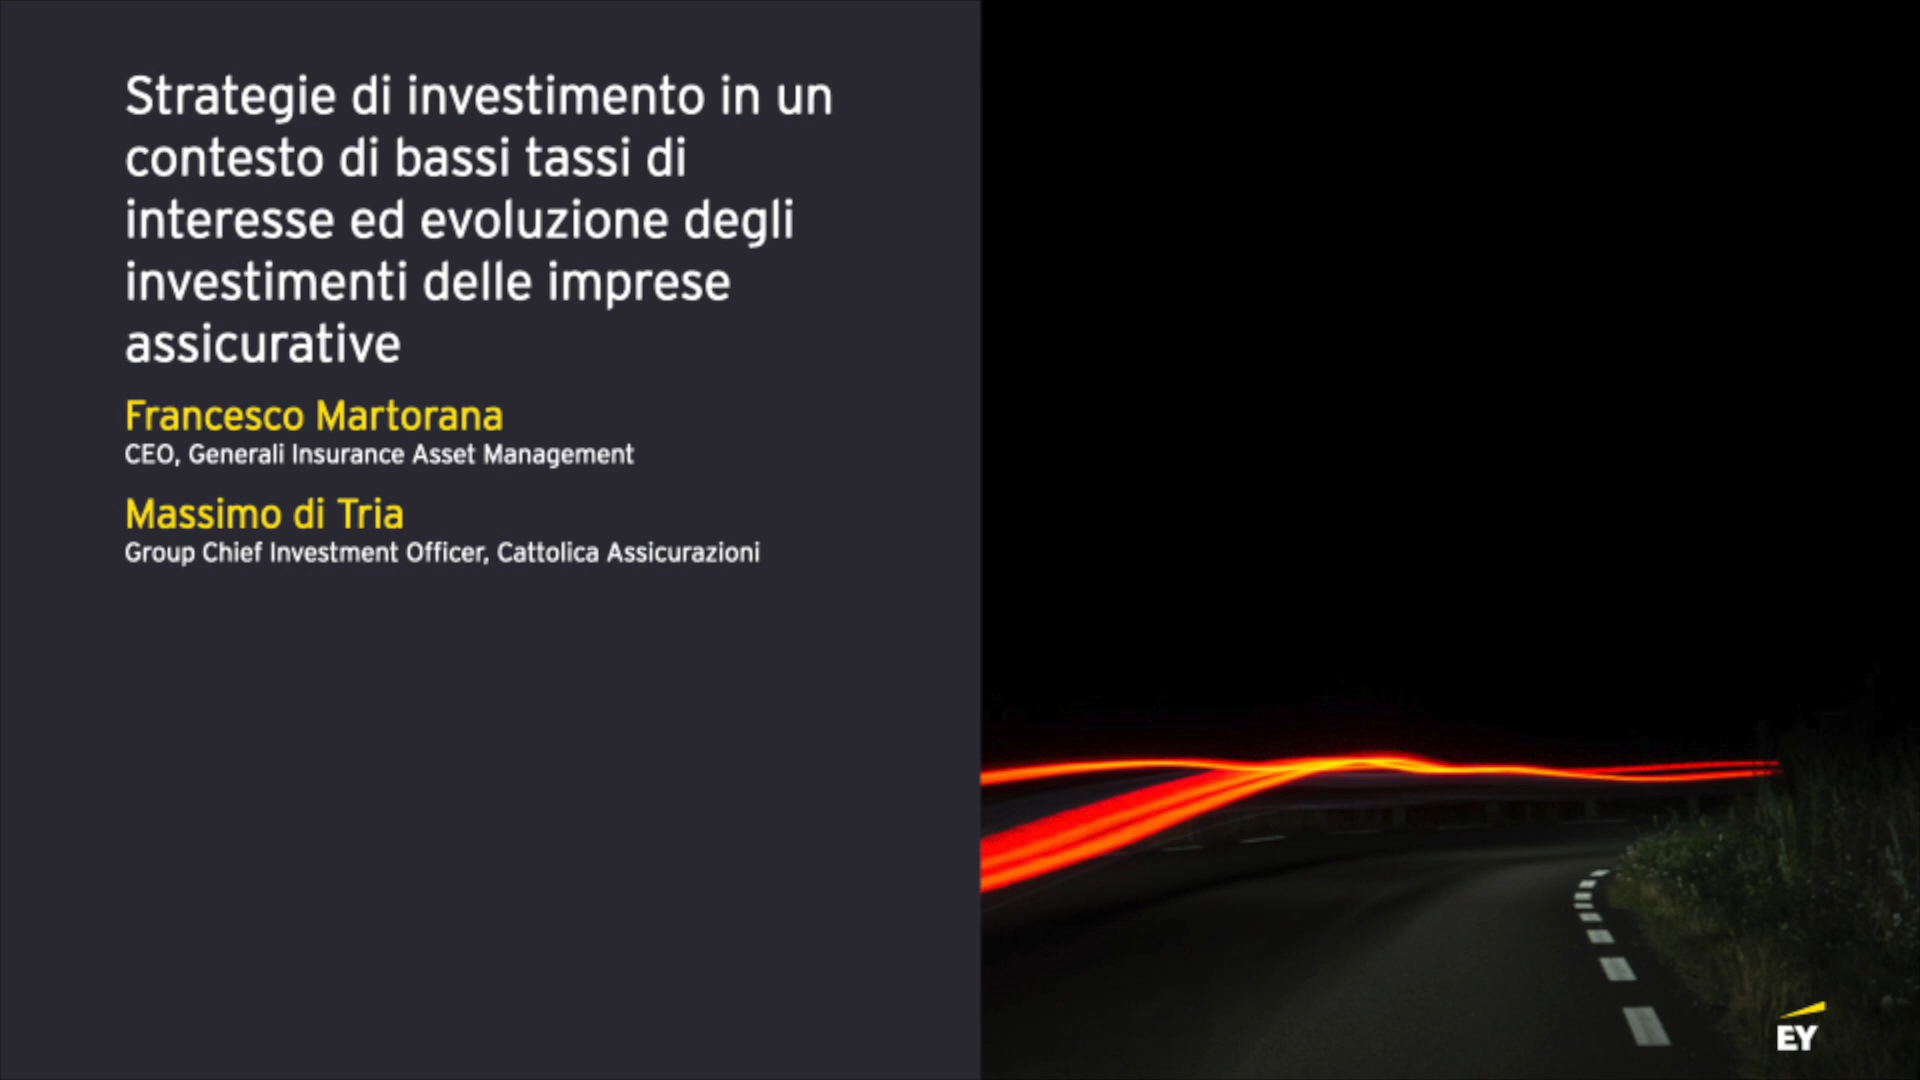 Strategie di investimento in un
contesto di bassi tassi di
interesse ed evoluzione degli
investimenti delle imprese
assicurative
Francesco Martorana
CEO, Generali Insurance Asset Management
Massimo di Tria
Group Chief Investment Officer, Cattolica Assicurazioni
EY